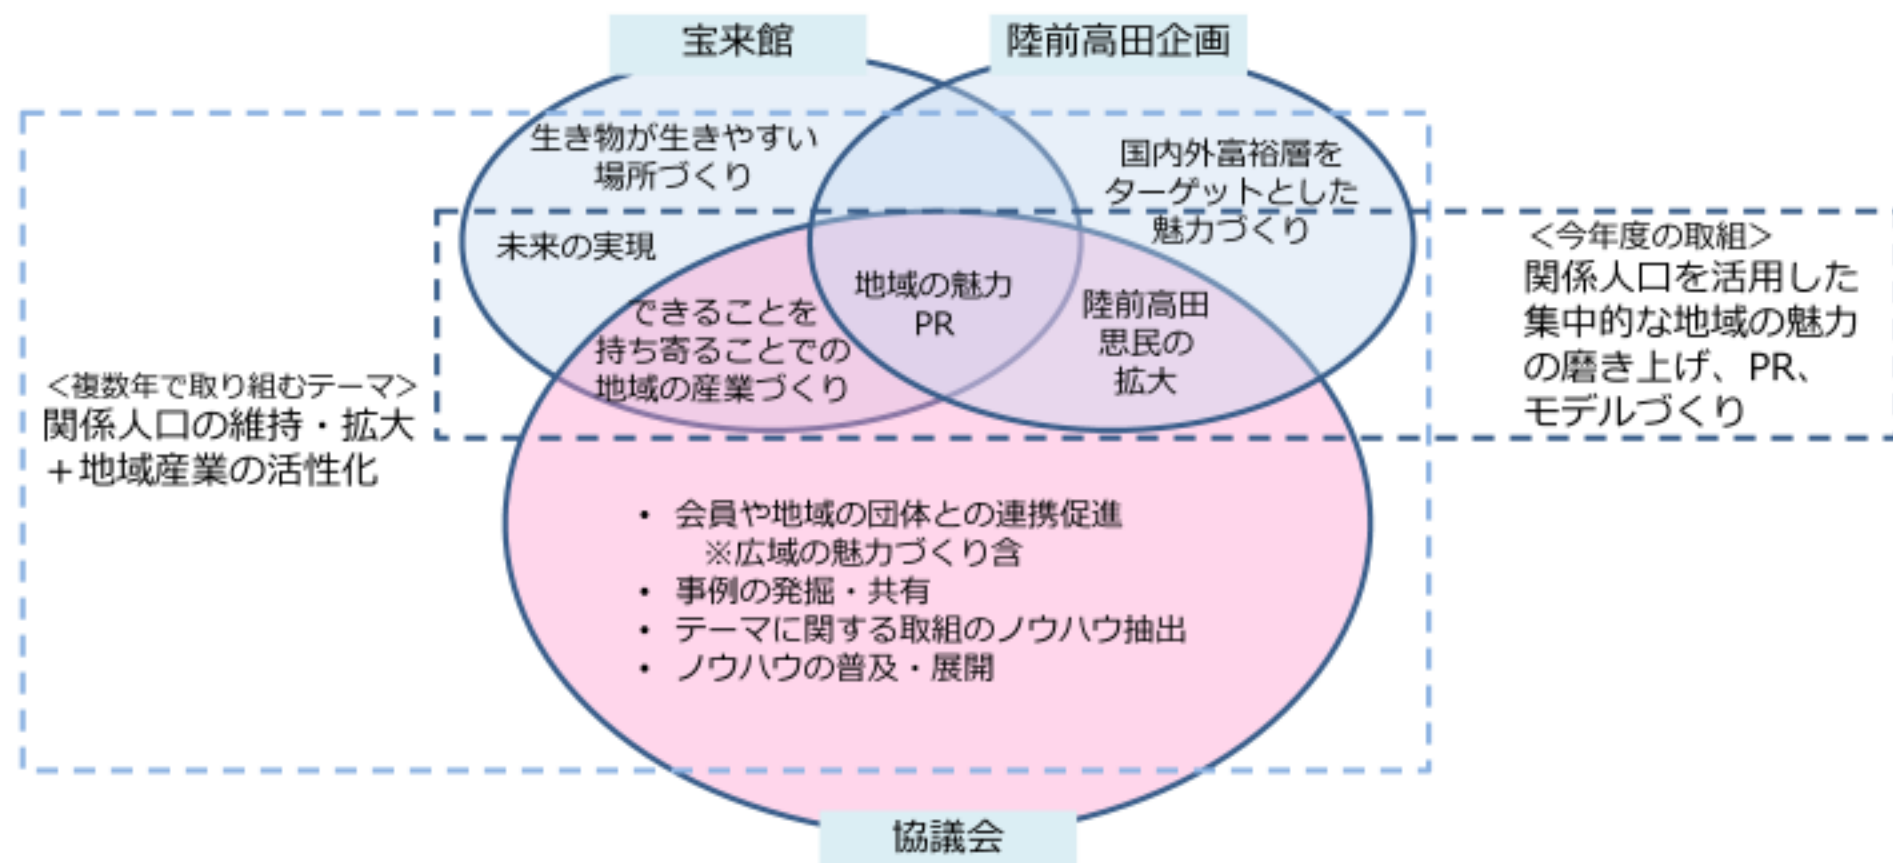 宝来館
陸前高田企画
生き物が生きやすい
場所づくり
国内外富裕層を
ターゲットとした
魅力づくり
未来の実現
できることを
持ち寄ることでの
地域の産業づくり
地域の魅力
PR
陸前高田
思民の
拡大
<今年度の取組>
関係人口を活用した
集中的な地域の魅力
の磨き上げ、PR、
モデルづくり
<複数年で取り組むテーマ>
関係人口の維持・拡大
+地域産業の活性化
• 会員や地域の団体との連携促進
※広域の魅力づくり含
• 事例の発掘・共有
• テーマに関する取組のノウハウ抽出
• ノウハウの普及・展開
協議会